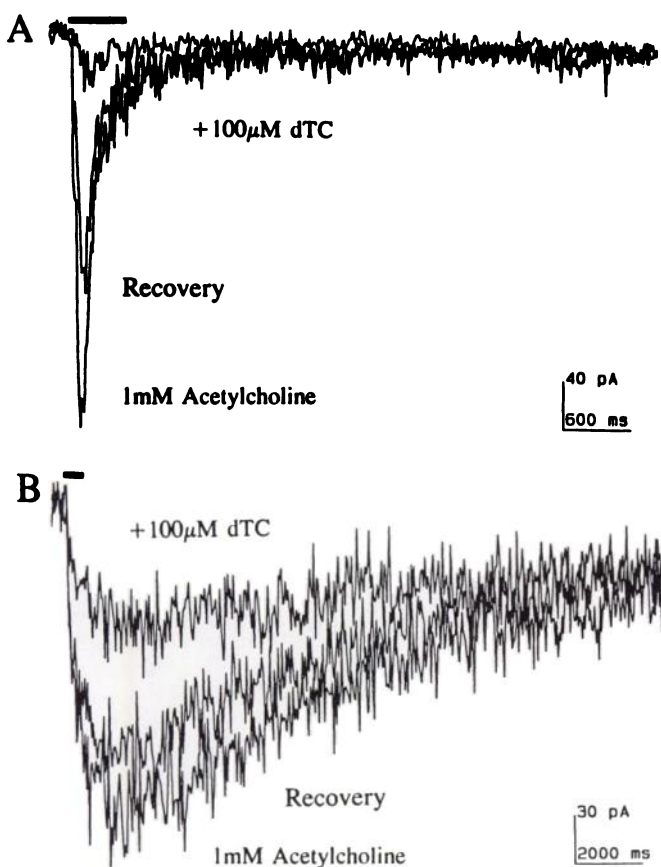 A
+100μM dTC
Recovery
1mM Acetylcholine
40 pA
600 ms
B
+100μM dTC
Recovery
1mM Acetylcholine
30 pA
2000 ms